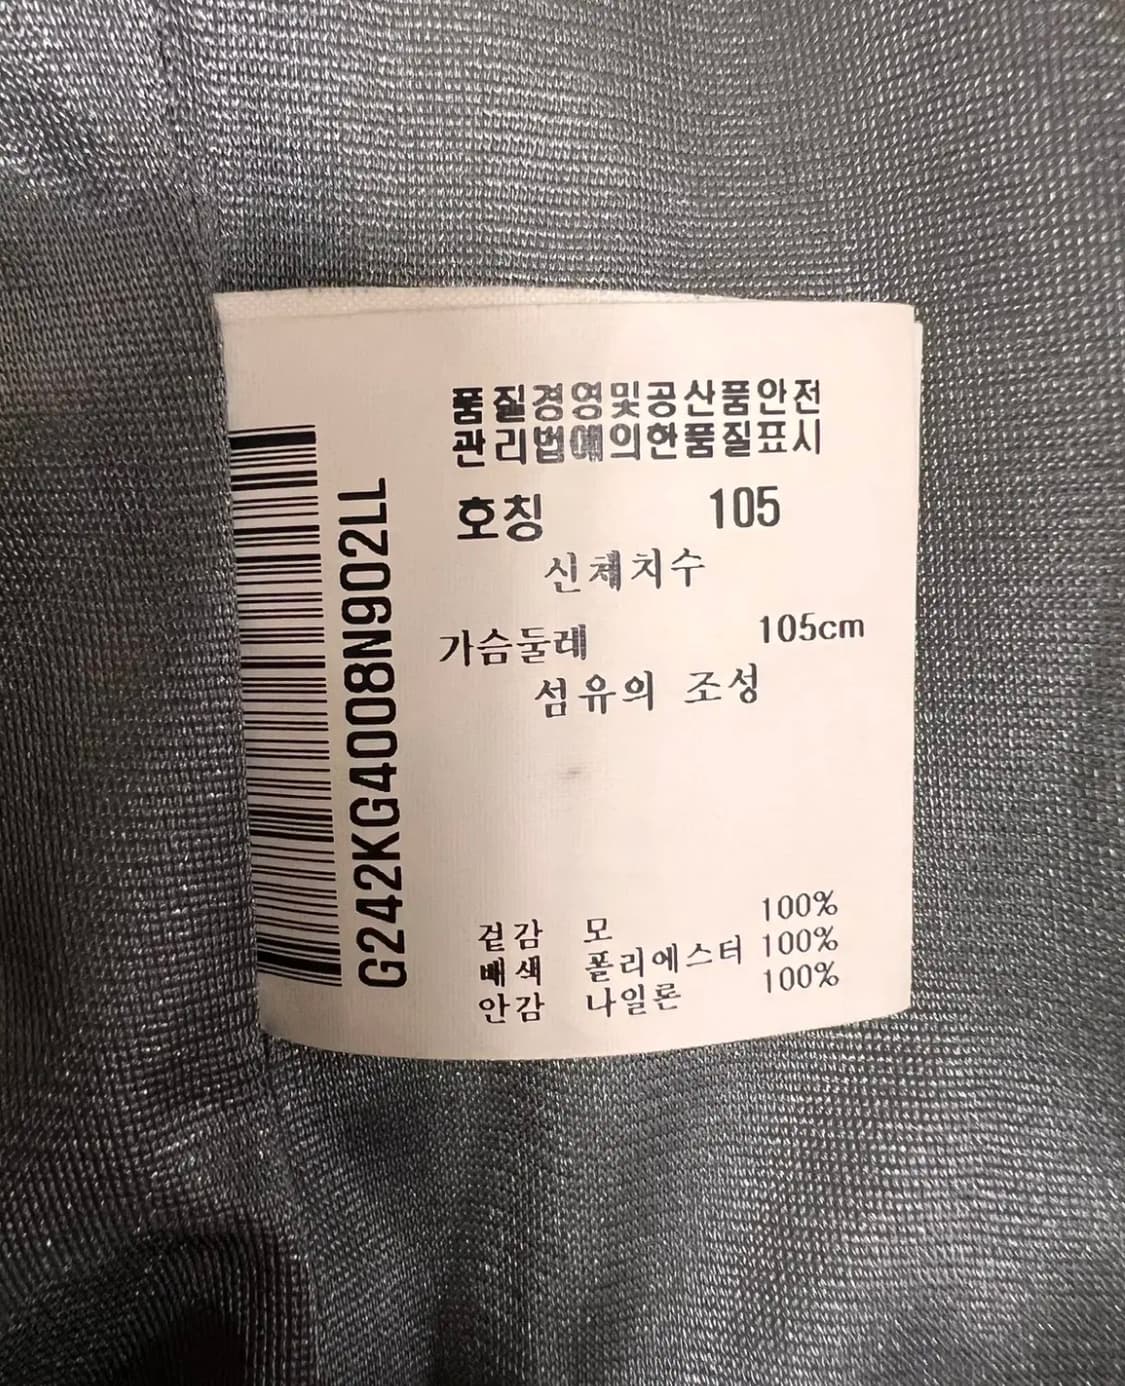 품질경영및공산품안전
관리법에의한품질표시
호칭 105
신체치수
가슴둘레 105cm
섬유의 조성
겉감 모 100%
배색 폴리에스터 100%
안감 나일론 100%
G242KG4008N902LL